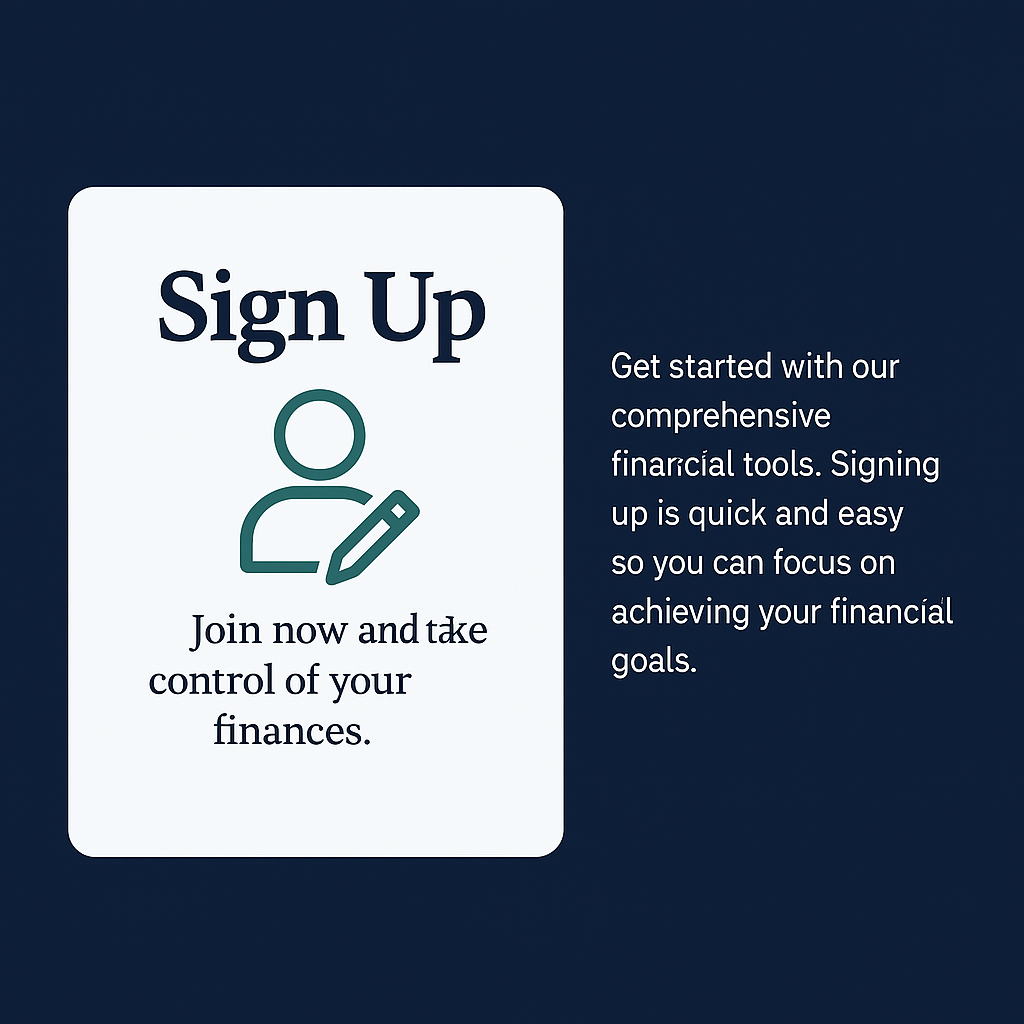 Sign Up
Join now and take
control of your
finances.
Get started with our
comprehensive
financial tools. Signing
up is quick and easy
so you can focus on
achieving your financial
goals.